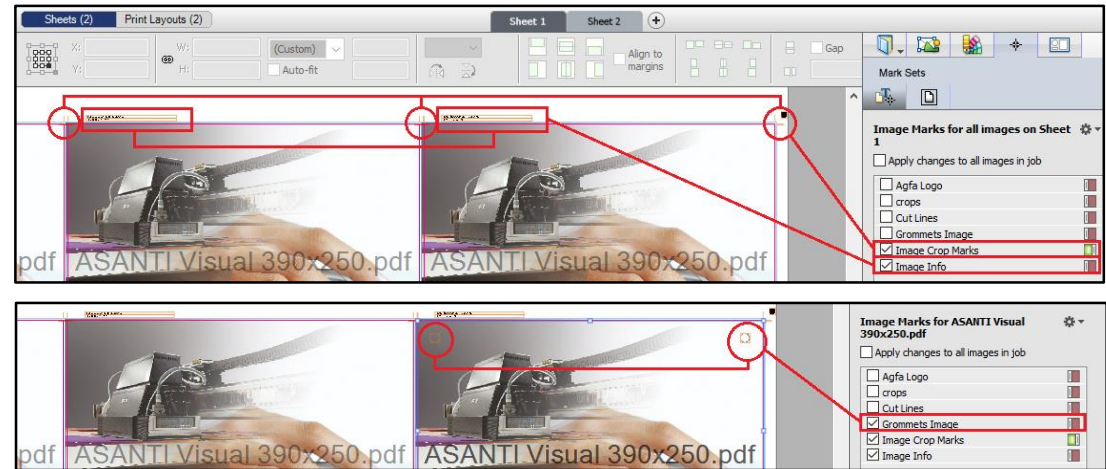 Sheets (2) Print Layouts (2) Sheet 1 Sheet 2 +
X: W: (Custom) Align to margins Gap
Y: H: Auto-fit
Mark Sets
Image Marks for all images on Sheet
1
Apply changes to all images in job
Agfa Logo
crops
Cut Lines
Grommets Image
Image Crop Marks
Image Info
pdf ASANTI Visual 390x250.pdf ASANTI Visual 390x250.pdf
Image Marks for ASANTI Visual
390x250.pdf
Apply changes to all images in job
Agfa Logo
crops
Cut Lines
Grommets Image
Image Crop Marks
Image Info
pdf ASANTI Visual 390x250.pdf ASANTI Visual 390x250.pdf